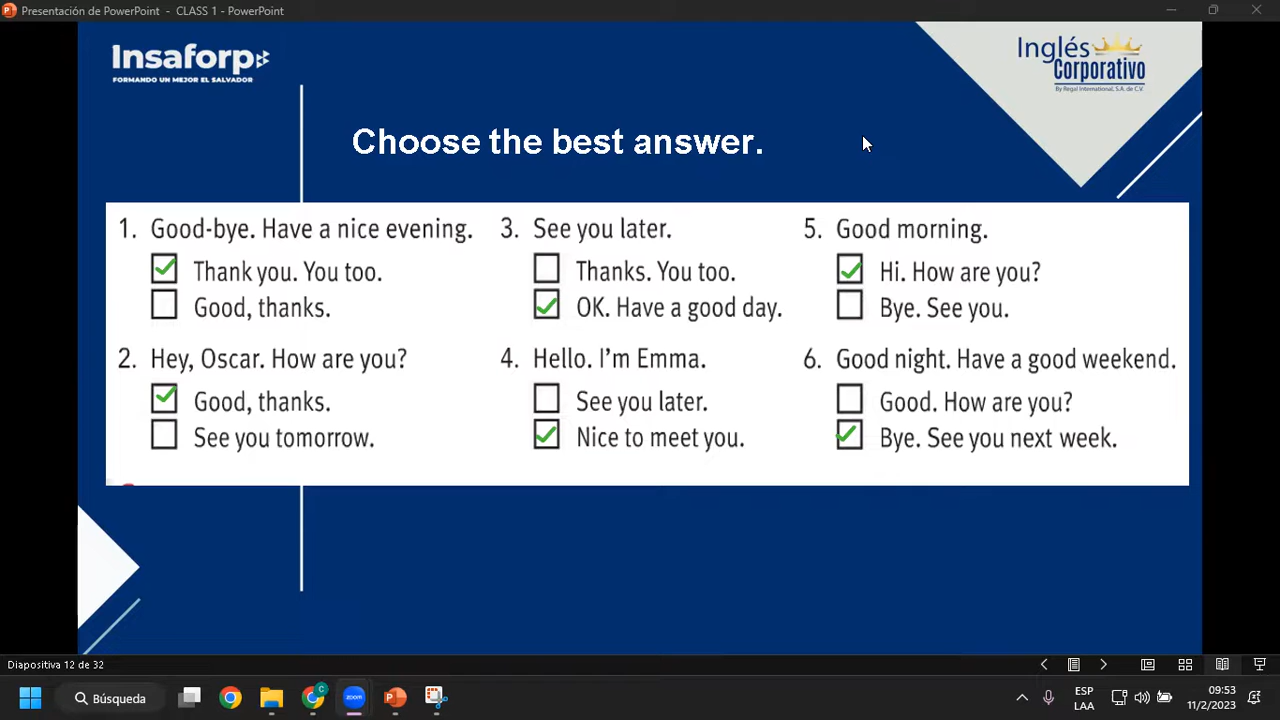 Presentación de PowerPoint - CLASS 1 - PowerPoint
Insaforp
FORMANDO UN MEJOR EL SALVADOR
Inglés
Corporativo
By Regal International, S.A. de C.V.
Choose the best answer.
1. Good-bye. Have a nice evening.
Thank you. You too.
Good, thanks.
2. Hey, Oscar. How are you?
Good, thanks.
See you tomorrow.
3. See you later.
Thanks. You too.
OK. Have a good day.
4. Hello. I'm Emma.
See you later.
Nice to meet you.
5. Good morning.
Hi. How are you?
Bye. See you.
6. Good night. Have a good weekend.
Good. How are you?
Bye. See you next week.
Diapositiva 12 de 32
Búsqueda
zoom
ESP
LAA
09:53
11/2/2023